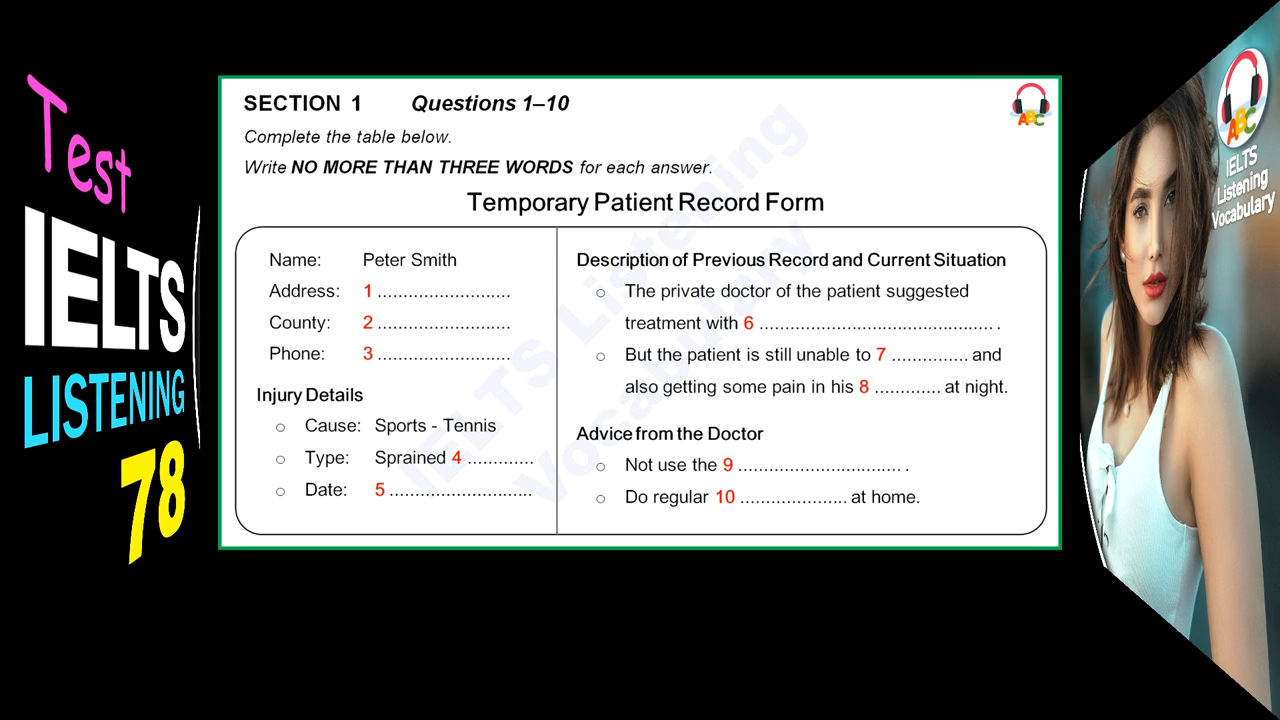 Test
IELTS
LISTENING
78
SECTION 1 Questions 1–10
Complete the table below.
Write NO MORE THAN THREE WORDS for each answer.
Temporary Patient Record Form
Name: Peter Smith
Address: 1 ..........................
County: 2 ..........................
Phone: 3 ..........................
Injury Details
○ Cause: Sports - Tennis
○ Type: Sprained 4 .............
○ Date: 5 ............................
Description of Previous Record and Current Situation
○ The private doctor of the patient suggested
treatment with 6 .............................................. .
○ But the patient is still unable to 7 ............... and
also getting some pain in his 8 ............. at night.
Advice from the Doctor
○ Not use the 9 ................................ .
○ Do regular 10 ..................... at home.
ABC
IELTS Listening
Vocabulary
ABC
IELTS
Listening
Vocabulary